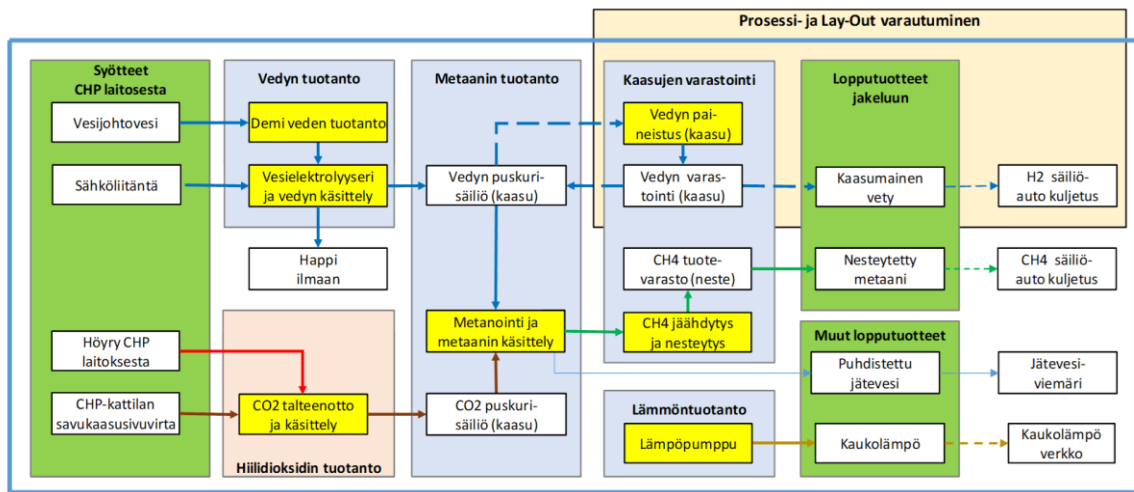 Prosessi- ja Lay-Out varautuminen
Syötteet
CHP laitosesta
Vesijohtovesi
Sähköliitäntä
Höyry CHP
laitoksesta
CHP-kattilan
savukaasusivuvirta
Vedyn tuotanto
Demi veden tuotanto
Vesielektrolyyseri
ja vedyn käsittely
Happi
ilmaan
CO2 talteenotto
ja käsittely
Hiilidioksidin tuotanto
Metaanin tuotanto
Vedyn puskuri-
säiliö (kaasu)
Metanointi ja
metaanin käsittely
CO2 puskuri-
säiliö (kaasu)
Kaasujen varastointi
Vedyn pai-
neistus (kaasu)
Vedyn varas-
tointi (kaasu)
CH4 tuote-
varasto (neste)
CH4 jäähdytys
ja nesteytys
Lämmöntuotanto
Lämpöpumppu
Lopputuotteet
jakeluun
Kaasumainen
vety
Nesteytetty
metaani
Muut lopputuotteet
Puhdistettu
jätevesi
Kaukolämpö
H2 säiliö-
auto kuljetus
CH4 säiliö-
auto kuljetus
Jätevesi-
viemäri
Kaukolämpö
verkko